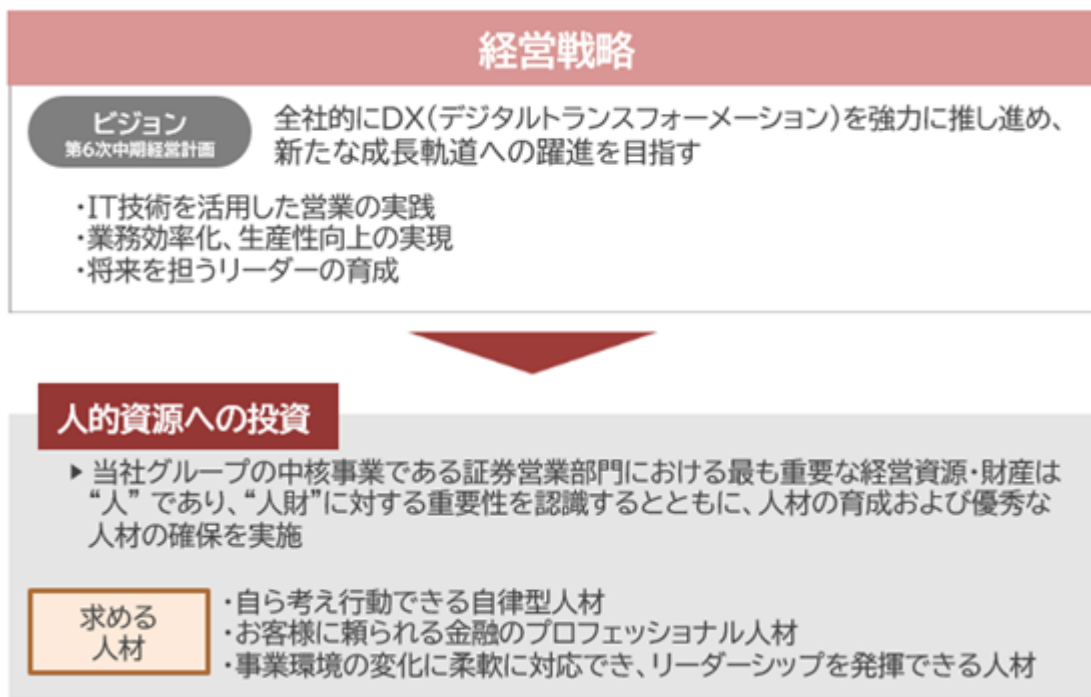 経営戦略
ビジョン
第6次中期経営計画
全社的にDX(デジタルトランスフォーメーション)を強力に推し進め、
新たな成長軌道への躍進を目指す
・IT技術を活用した営業の実践
・業務効率化、生産性向上の実現
・将来を担うリーダーの育成
人的資源への投資
▶ 当社グループの中核事業である証券営業部門における最も重要な経営資源・財産は
“人” であり、“人財”に対する重要性を認識するとともに、人材の育成および優秀な
人材の確保を実施
求める
人材
・自ら考え行動できる自律型人材
・お客様に頼られる金融のプロフェッショナル人材
・事業環境の変化に柔軟に対応でき、リーダーシップを発揮できる人材